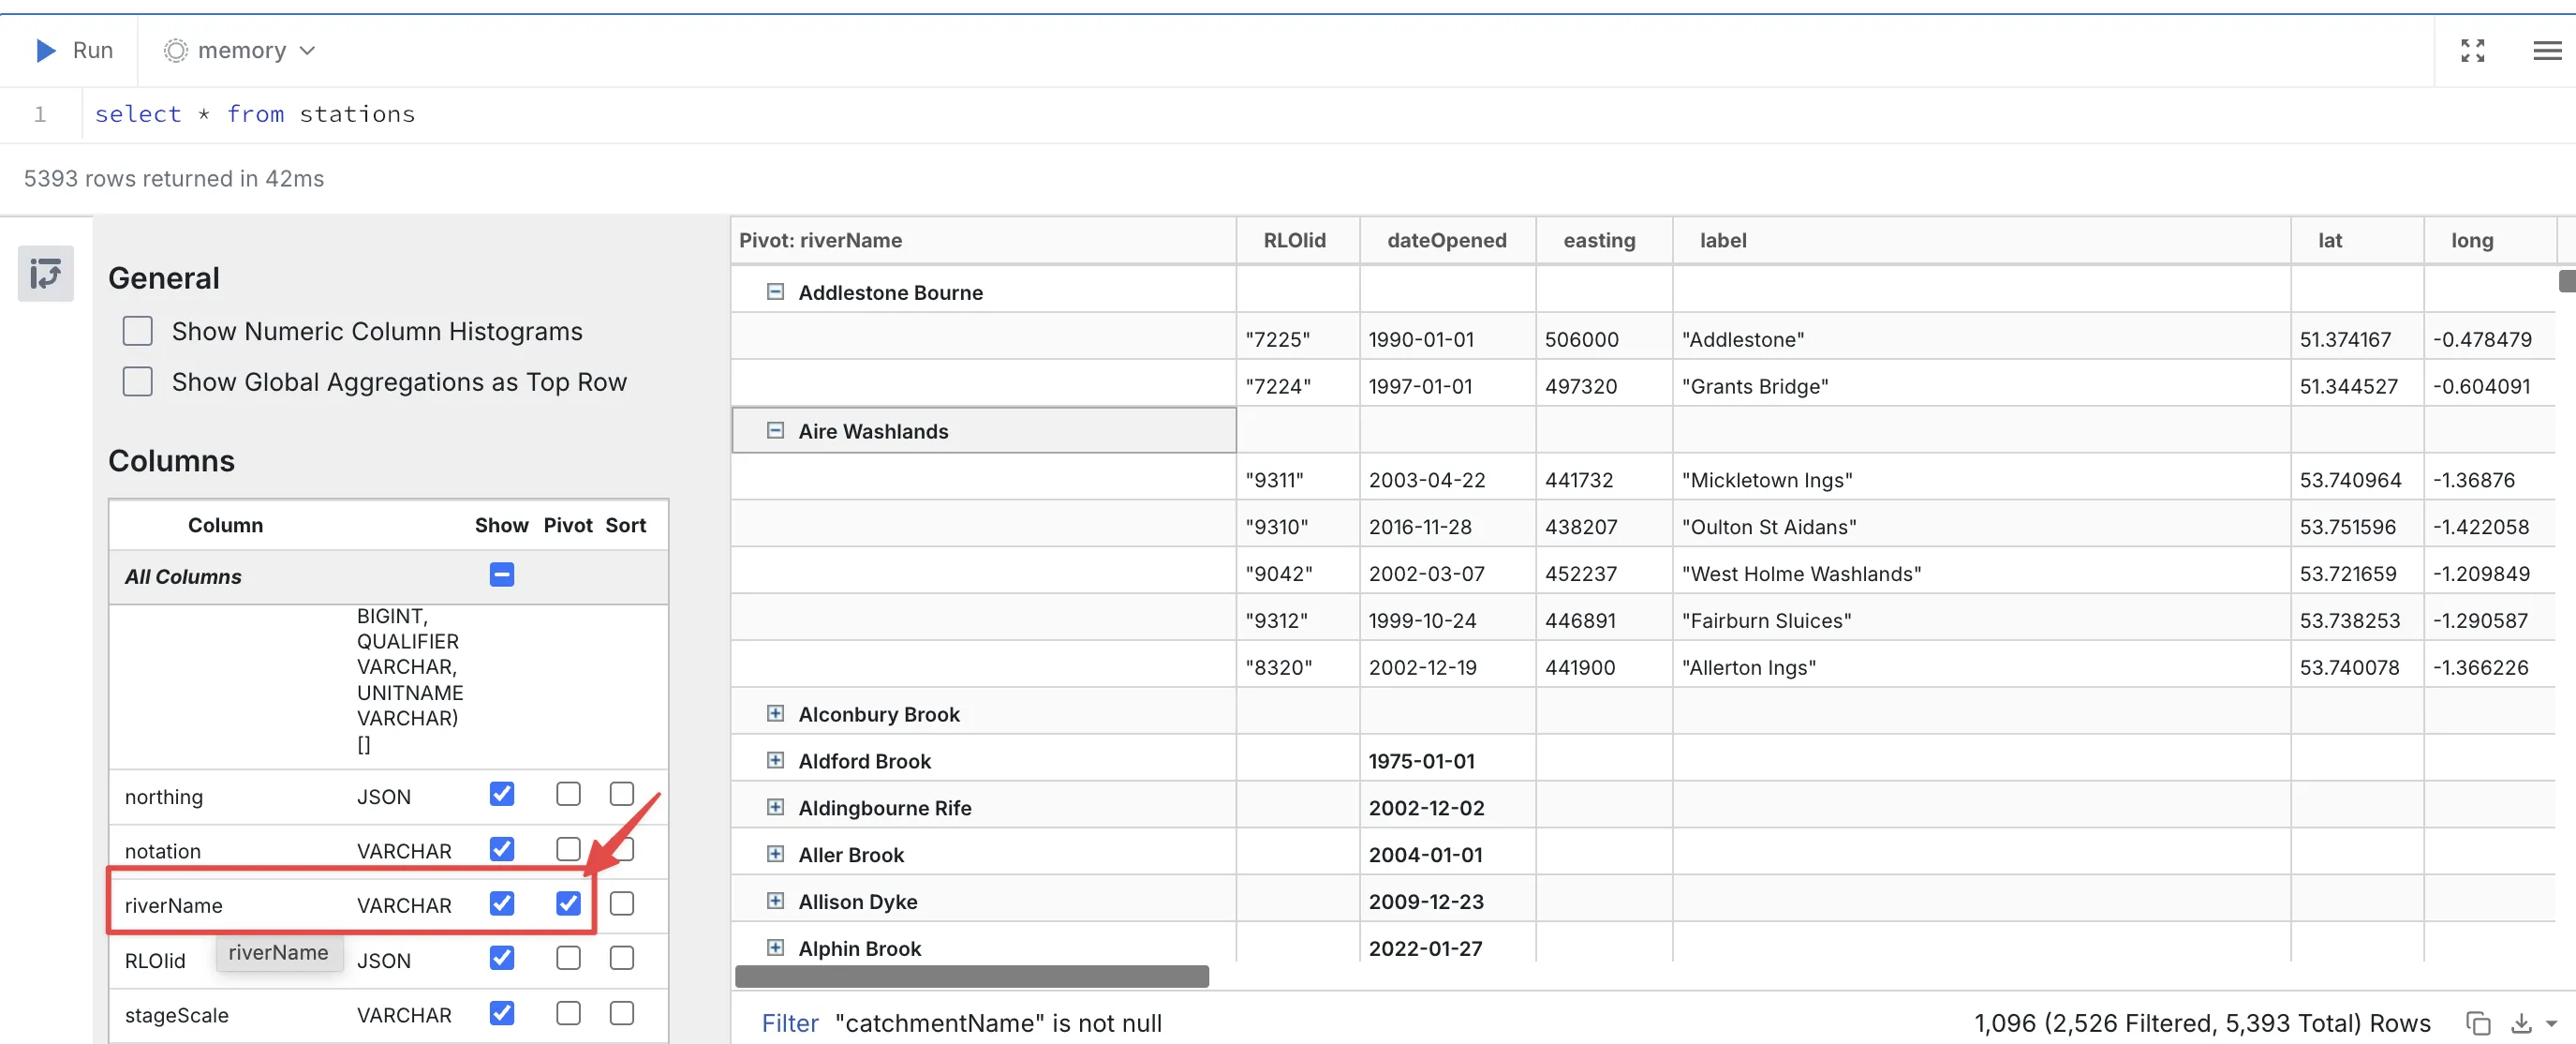 Run memory
1 select * from stations
5393 rows returned in 42ms
General
Show Numeric Column Histograms
Show Global Aggregations as Top Row
Columns
Column Show Pivot Sort
All Columns
BIGINT,
QUALIFIER
VARCHAR,
UNITNAME
VARCHAR)
[]
northing JSON
notation VARCHAR
riverName VARCHAR
RLOIid JSON
riverName
stageScale VARCHAR
Pivot: riverName RLOIid dateOpened easting label lat long
Addlestone Bourne
"7225" 1990-01-01 506000 "Addlestone" 51.374167 -0.478479
"7224" 1997-01-01 497320 "Grants Bridge" 51.344527 -0.604091
Aire Washlands
"9311" 2003-04-22 441732 "Mickletown Ings" 53.740964 -1.36876
"9310" 2016-11-28 438207 "Oulton St Aidans" 53.751596 -1.422058
"9042" 2002-03-07 452237 "West Holme Washlands" 53.721659 -1.209849
"9312" 1999-10-24 446891 "Fairburn Sluices" 53.738253 -1.290587
"8320" 2002-12-19 441900 "Allerton Ings" 53.740078 -1.366226
Alconbury Brook
Aldford Brook 1975-01-01
Aldingbourne Rife 2002-12-02
Aller Brook 2004-01-01
Allison Dyke 2009-12-23
Alphin Brook 2022-01-27
Filter "catchmentName" is not null 1,096 (2,526 Filtered, 5,393 Total) Rows